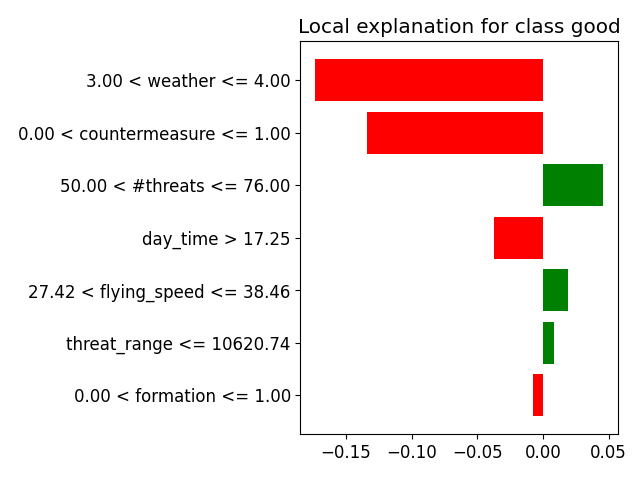 Local explanation for class good
3.00 < weather <= 4.00
0.00 < countermeasure <= 1.00
50.00 < #threats <= 76.00
day_time > 17.25
27.42 < flying_speed <= 38.46
threat_range <= 10620.74
0.00 < formation <= 1.00
−0.15 −0.10 −0.05 0.00 0.05